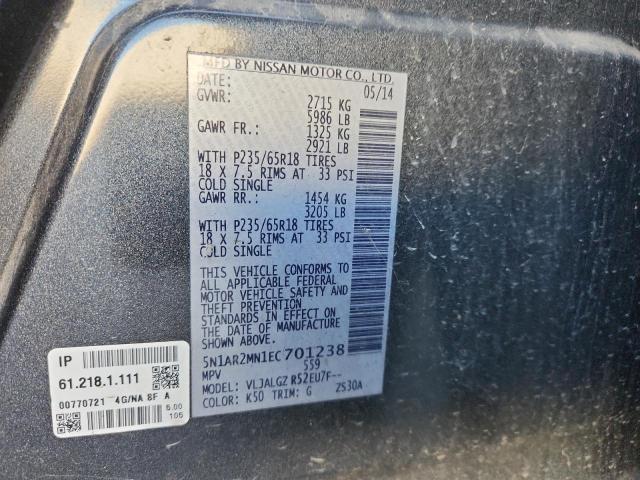 MFD BY NISSAN MOTOR CO., LTD.
DATE: 05/14
GVWR: 2715 KG
5986 LB
GAWR FR.: 1325 KG
2921 LB
WITH P235/65R18 TIRES
18 X 7.5 RIMS AT 33 PSI
COLD SINGLE
GAWR RR.: 1454 KG
3205 LB
WITH P235/65R18 TIRES
18 X 7.5 RIMS AT 33 PSI
COLD SINGLE
THIS VEHICLE CONFORMS TO
ALL APPLICABLE FEDERAL
MOTOR VEHICLE SAFETY AND
THEFT PREVENTION
STANDARDS IN EFFECT ON
THE DATE OF MANUFACTURE
SHOWN ABOVE.
5N1AR2MN1EC701238
MPV 559
MODEL: VLJALGZ R52EU7F--
COLOR: K50 TRIM: G ZS30A
IP
61.218.1.111
00770721 4G/NA 8F A
5.00
105